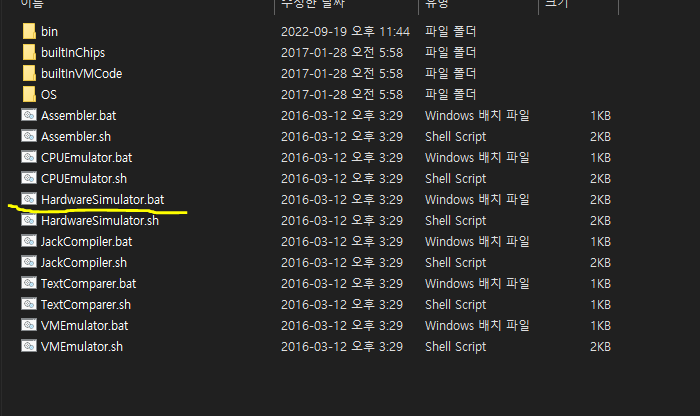 이름 수정한 날짜 유형 크기
bin 2022-09-19 오후 11:44 파일 폴더
builtInChips 2017-01-28 오전 5:58 파일 폴더
builtInVMCode 2017-01-28 오전 5:58 파일 폴더
OS 2017-01-28 오전 5:58 파일 폴더
Assembler.bat 2016-03-12 오후 3:29 Windows 배치 파일 1KB
Assembler.sh 2016-03-12 오후 3:29 Shell Script 2KB
CPUEmulator.bat 2016-03-12 오후 3:29 Windows 배치 파일 1KB
CPUEmulator.sh 2016-03-12 오후 3:29 Shell Script 2KB
HardwareSimulator.bat 2016-03-12 오후 3:29 Windows 배치 파일 2KB
HardwareSimulator.sh 2016-03-12 오후 3:29 Shell Script 2KB
JackCompiler.bat 2016-03-12 오후 3:29 Windows 배치 파일 1KB
JackCompiler.sh 2016-03-12 오후 3:29 Shell Script 2KB
TextComparer.bat 2016-03-12 오후 3:29 Windows 배치 파일 1KB
TextComparer.sh 2016-03-12 오후 3:29 Shell Script 2KB
VMEmulator.bat 2016-03-12 오후 3:29 Windows 배치 파일 1KB
VMEmulator.sh 2016-03-12 오후 3:29 Shell Script 2KB